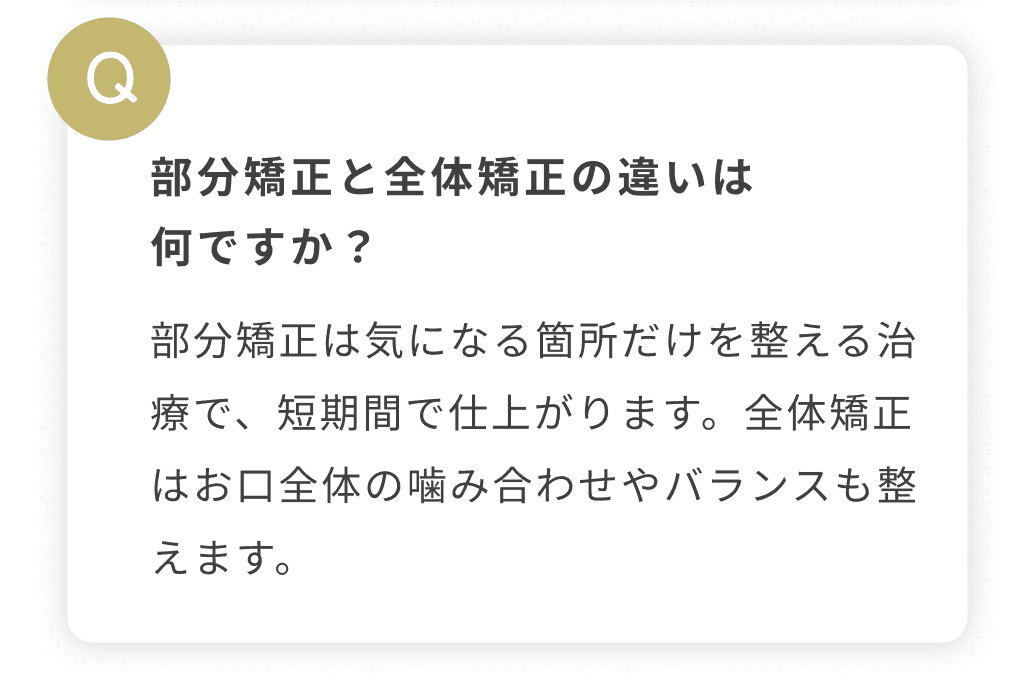 Q
部分矯正と全体矯正の違いは
何ですか？
部分矯正は気になる箇所だけを整える治
療で、短期間で仕上がります。全体矯正
はお口全体の噛み合わせやバランスも整
えます。